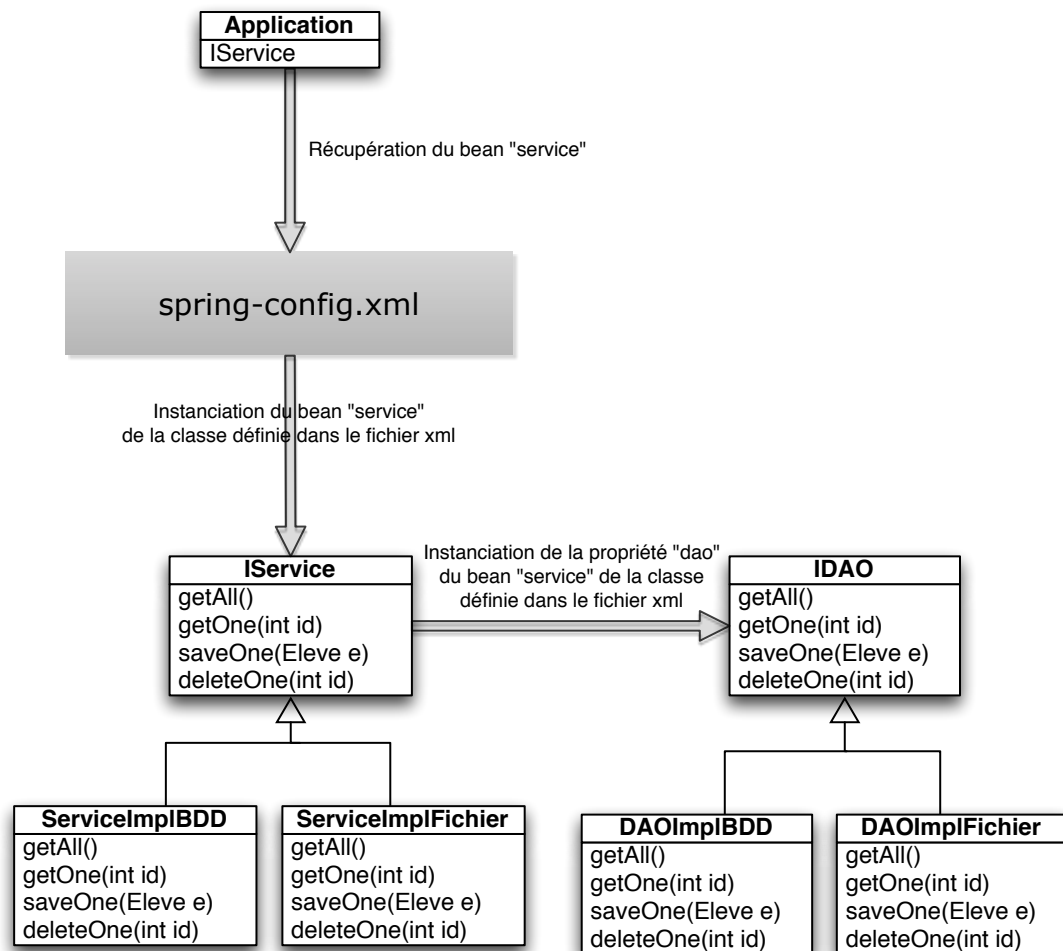 Application
IService
Récupération du bean "service"
spring-config.xml
Instanciation du bean "service"
de la classe définie dans le fichier xml
IService
getAll()
getOne(int id)
saveOne(Eleve e)
deleteOne(int id)
Instanciation de la propriété "dao"
du bean "service" de la classe
définie dans le fichier xml
IDAO
getAll()
getOne(int id)
saveOne(Eleve e)
deleteOne(int id)
ServiceImplBDD
getAll()
getOne(int id)
saveOne(Eleve e)
deleteOne(int id)
ServiceImplFichier
getAll()
getOne(int id)
saveOne(Eleve e)
deleteOne(int id)
DAOImplBDD
getAll()
getOne(int id)
saveOne(Eleve e)
deleteOne(int id)
DAOImplFichier
getAll()
getOne(int id)
saveOne(Eleve e)
deleteOne(int id)